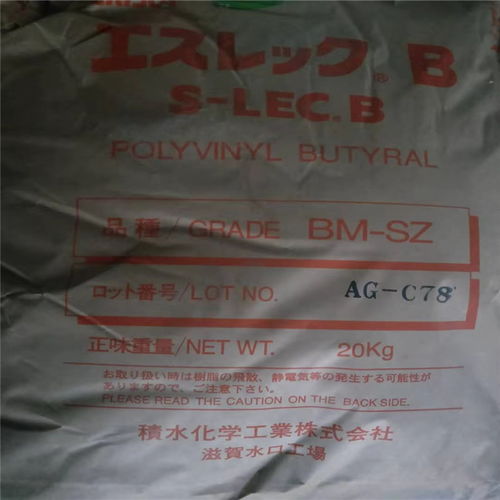 エスレック® B
S-LEC.B
POLYVINYL BUTYRAL
品種/GRADE BM-SZ
ロット番号/LOT NO. AG-C78
正味重量/NET WT. 20Kg
お取り扱い時は樹脂の飛散、静電気等の発生する可能性が
ありますので、ご注意下さい。
PLEASE READ THE CAUTION ON THE BACK SIDE.
積水化学工業株式会社
滋賀水口工場